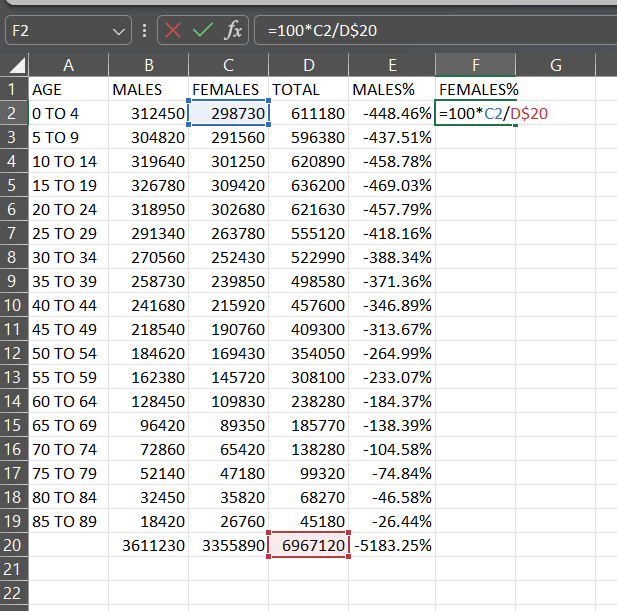 F2 fx =100*C2/D$20
A B C D E F G
1 AGE MALES FEMALES TOTAL MALES% FEMALES%
2 0 TO 4 312450 298730 611180 -448.46% =100*C2/D$20
3 5 TO 9 304820 291560 596380 -437.51%
4 10 TO 14 319640 301250 620890 -458.78%
5 15 TO 19 326780 309420 636200 -469.03%
6 20 TO 24 318950 302680 621630 -457.79%
7 25 TO 29 291340 263780 555120 -418.16%
8 30 TO 34 270560 252430 522990 -388.34%
9 35 TO 39 258730 239850 498580 -371.36%
10 40 TO 44 241680 215920 457600 -346.89%
11 45 TO 49 218540 190760 409300 -313.67%
12 50 TO 54 184620 169430 354050 -264.99%
13 55 TO 59 162380 145720 308100 -233.07%
14 60 TO 64 128450 109830 238280 -184.37%
15 65 TO 69 96420 89350 185770 -138.39%
16 70 TO 74 72860 65420 138280 -104.58%
17 75 TO 79 52140 47180 99320 -74.84%
18 80 TO 84 32450 35820 68270 -46.58%
19 85 TO 89 18420 26760 45180 -26.44%
20 3611230 3355890 6967120 -5183.25%
21
22